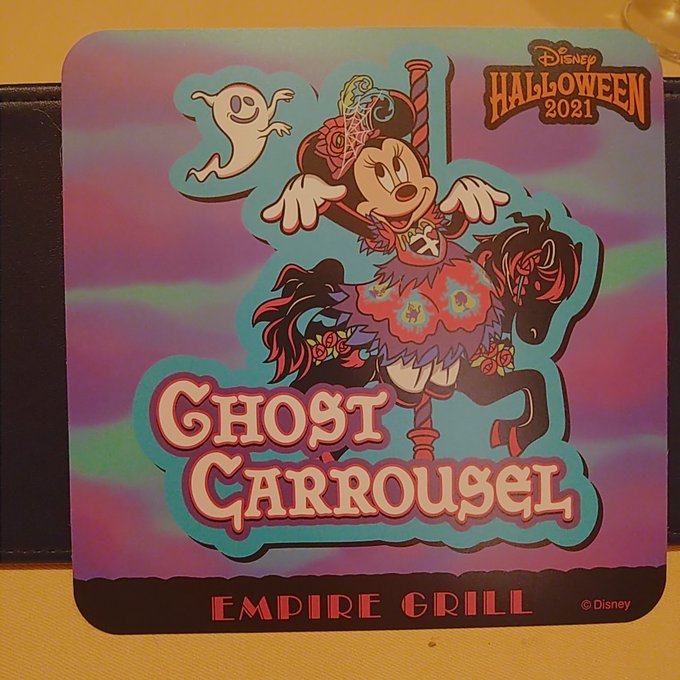 Disney
HALLOWEEN
2021
GHOST
CARROUSEL
EMPIRE GRILL
© Disney